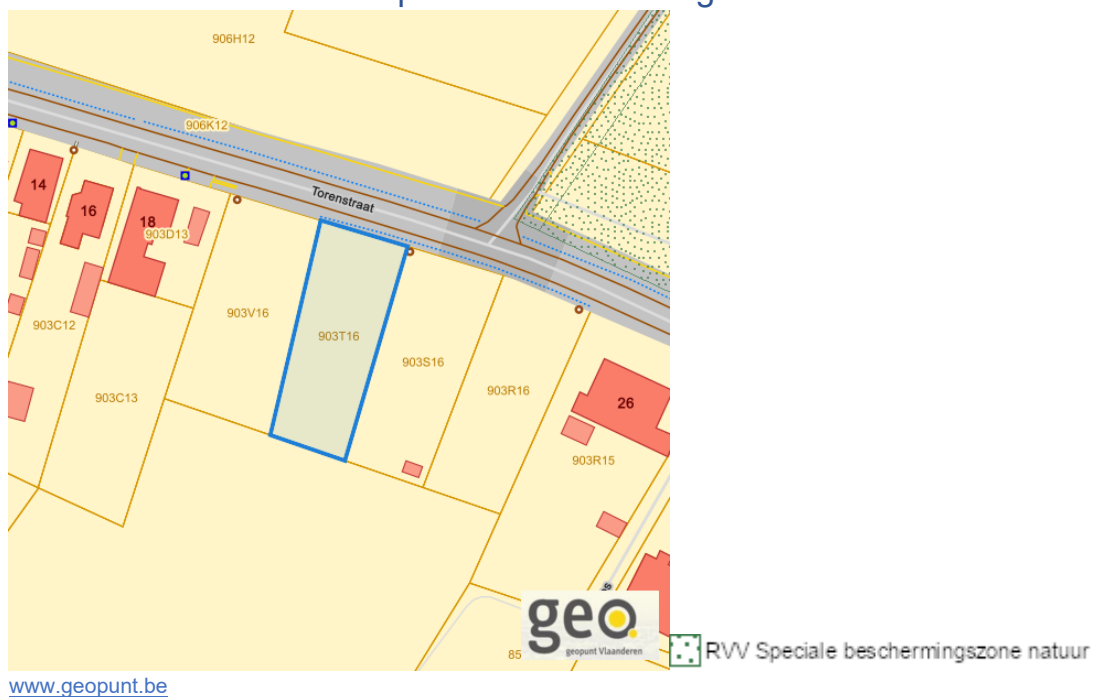 906H12
906K12
Torenstraat
14
16
18
903D13
903V16
903T16
903C12
903S16
903C13
903R16
26
903R15
85
geo
geopunt Vlaanderen
RVV Speciale beschermingszone natuur
www.geopunt.be